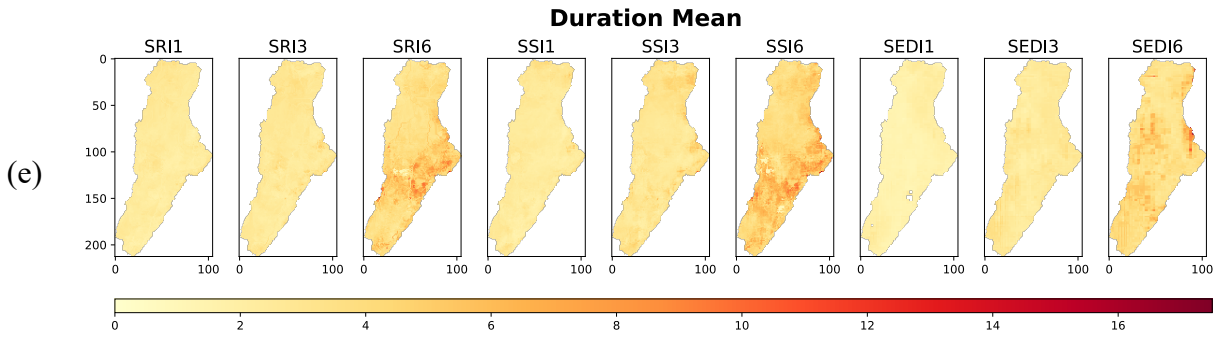 Duration Mean
SRI1 SRI3 SRI6 SSI1 SSI3 SSI6 SEDI1 SEDI3 SEDI6
0
50
(e) 100
150
200
0 100 0 100 0 100 0 100 0 100 0 100 0 100 0 100 0 100
0 2 4 6 8 10 12 14 16